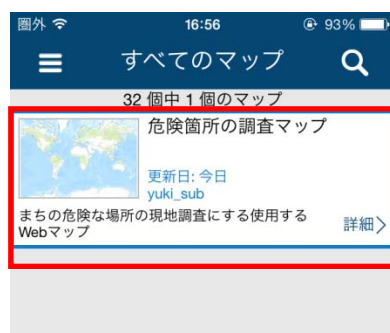 圏外 16:56 93%
すべてのマップ
32 個中 1 個のマップ
危険箇所の調査マップ
更新日: 今日
yuki_sub
まちの危険な場所の現地調査にする使用する
Webマップ
詳細